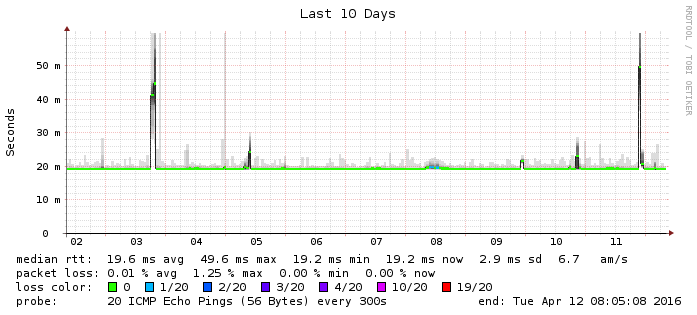 Last 10 Days
RRDTOOL / TOBI OETIKER
Seconds
50 m
40 m
30 m
20 m
10 m
0
02 03 04 05 06 07 08 09 10 11
median rtt: 19.6 ms avg 49.6 ms max 19.2 ms min 19.2 ms now 2.9 ms sd 6.7 am/s
packet loss: 0.01 % avg 1.25 % max 0.00 % min 0.00 % now
loss color: 0 1/20 2/20 3/20 4/20 10/20 19/20
probe: 20 ICMP Echo Pings (56 Bytes) every 300s end: Tue Apr 12 08:05:08 2016